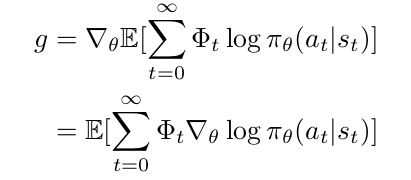 g = ∇_θ 𝔼[∑_{t=0}^{∞} Φ_t log π_θ(a_t|s_t)]
= 𝔼[∑_{t=0}^{∞} Φ_t ∇_θ log π_θ(a_t|s_t)]